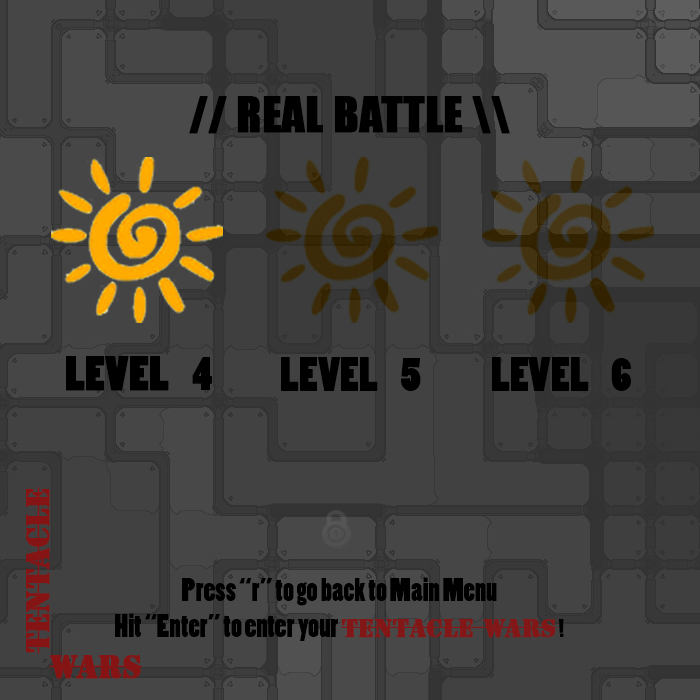 // REAL BATTLE \\
LEVEL 4
LEVEL 5
LEVEL 6
TENTACLE
WARS
Press “r” to go back to Main Menu
Hit “Enter” to enter your TENTACLE WARS!